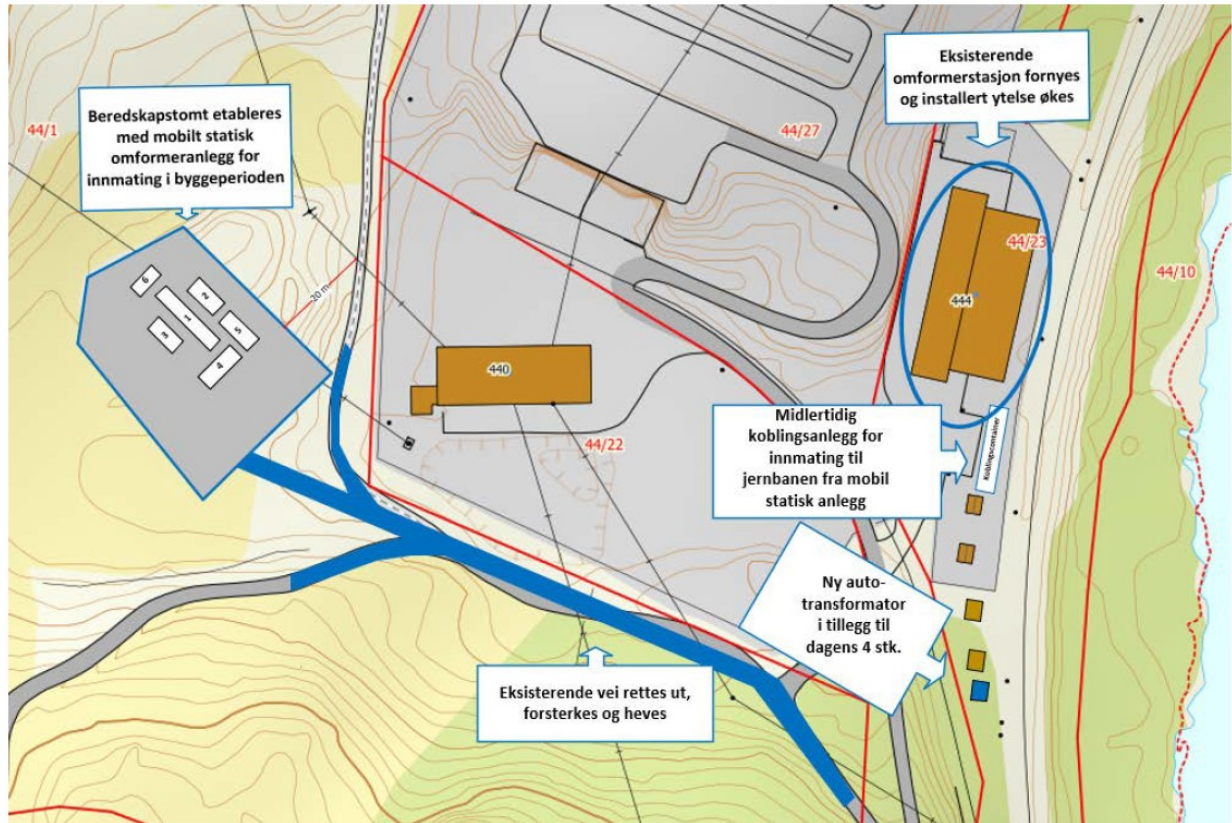 Eksisterende
omformerstasjon fornyes
og installert ytelse økes
Beredskapstomt etableres
med mobilt statisk
omformeranlegg for
innmating i byggeperioden
44/1
44/27
44/23
44/10
444
6
2
1
3
5
4
20 m
440
44/22
Midlertidig
koblingsanlegg for
innmating til
jernbanen fra mobil
statisk anlegg
Koblingscontainer
Ny auto-
transformator
i tillegg til
dagens 4 stk.
Eksisterende vei rettes ut,
forsterkes og heves